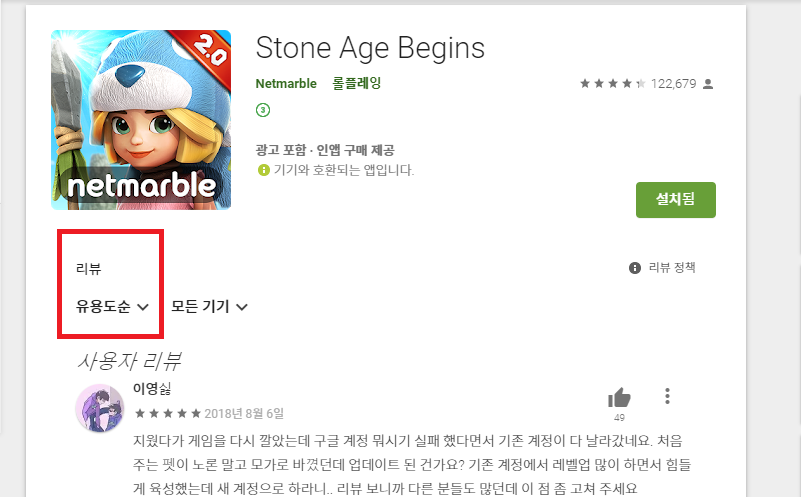 2.0
netmarble
Stone Age Begins
Netmarble 롤플레잉
122,679
3
광고 포함 · 인앱 구매 제공
기기와 호환되는 앱입니다.
설치됨
리뷰
리뷰 정책
유용도순 모든 기기
사용자 리뷰
이영싫
2018년 8월 6일
49
지웠다가 게임을 다시 깔았는데 구글 계정 뭐시기 실패 했다면서 기존 계정이 다 날라갔네요. 처음
주는 펫이 노론 말고 모가로 바꼈던데 업데이트 된 건가요? 기존 계정에서 레벨업 많이 하면서 힘들
게 육성했는데 새 계정으로 하라니.. 리뷰 보니까 다른 분들도 많던데 이 점 좀 고쳐 주세요